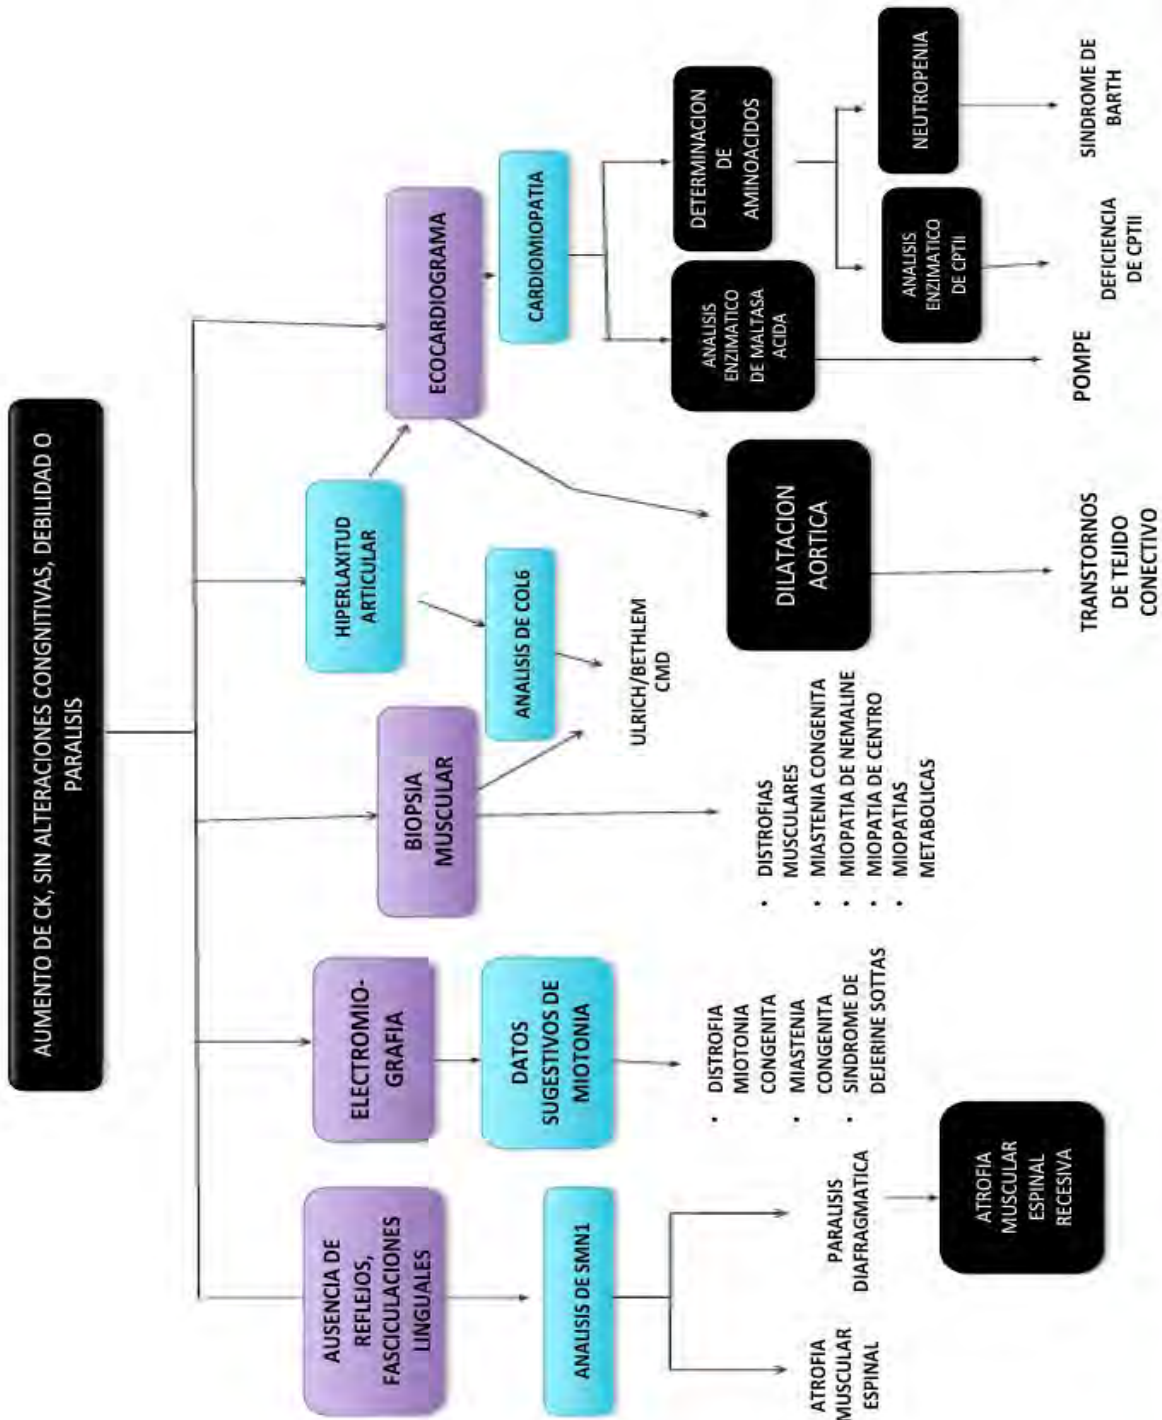 AUMENTO DE CK, SIN ALTERACIONES CONGNITIVAS, DEBILIDAD O
PARALISIS
AUSENCIA DE
REFLEJOS,
FASCICULACIONES
LINGUALES
ANALISIS DE SMN1
ATROFIA
MUSCULAR
ESPINAL
PARALISIS
DIAFRAGMATICA
ATROFIA
MUSCULAR
ESPINAL
RECESIVA
ELECTROMIO-
GRAFIA
DATOS
SUGESTIVOS DE
MIOTONIA
• DISTROFIA
MIOTONIA
CONGENITA
• MIASTENIA
CONGENITA
• SINDROME DE
DEJERINE SOTTAS
BIOPSIA
MUSCULAR
• DISTROFIAS
MUSCULARES
• MIASTENIA CONGENITA
• MIOPATIA DE NEMALINE
• MIOPATIA DE CENTRO
• MIOPATIAS
METABOLICAS
HIPERLAXITUD
ARTICULAR
ANALISIS DE COL6
ULRICH/BETHLEM
CMD
ECOCARDIOGRAMA
DILATACION
AORTICA
TRANSTORNOS
DE TEJIDO
CONECTIVO
CARDIOMIOPATIA
ANALISIS
ENZIMATICO
DE MALTASA
ACIDA
POMPE
DETERMINACION
DE
AMINOACIDOS
ANALISIS
ENZIMATICO
DE CPTII
DEFICIENCIA
DE CPTII
NEUTROPENIA
SINDROME DE
BARTH